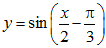 y = sin(x/2 − π/3)